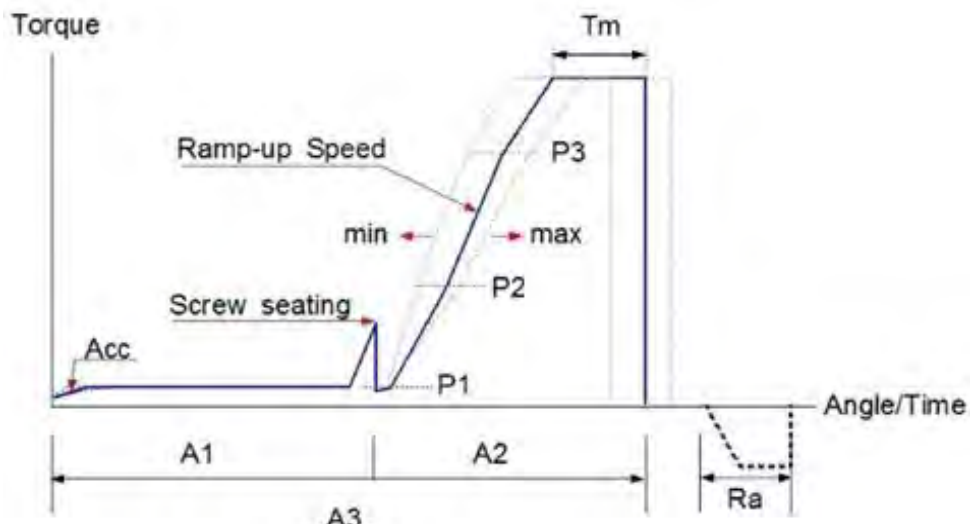 Torque
Tm
Ramp-up Speed
P3
min
max
P2
Screw seating
Acc
P1
Angle/Time
A1
A2
Ra
A3